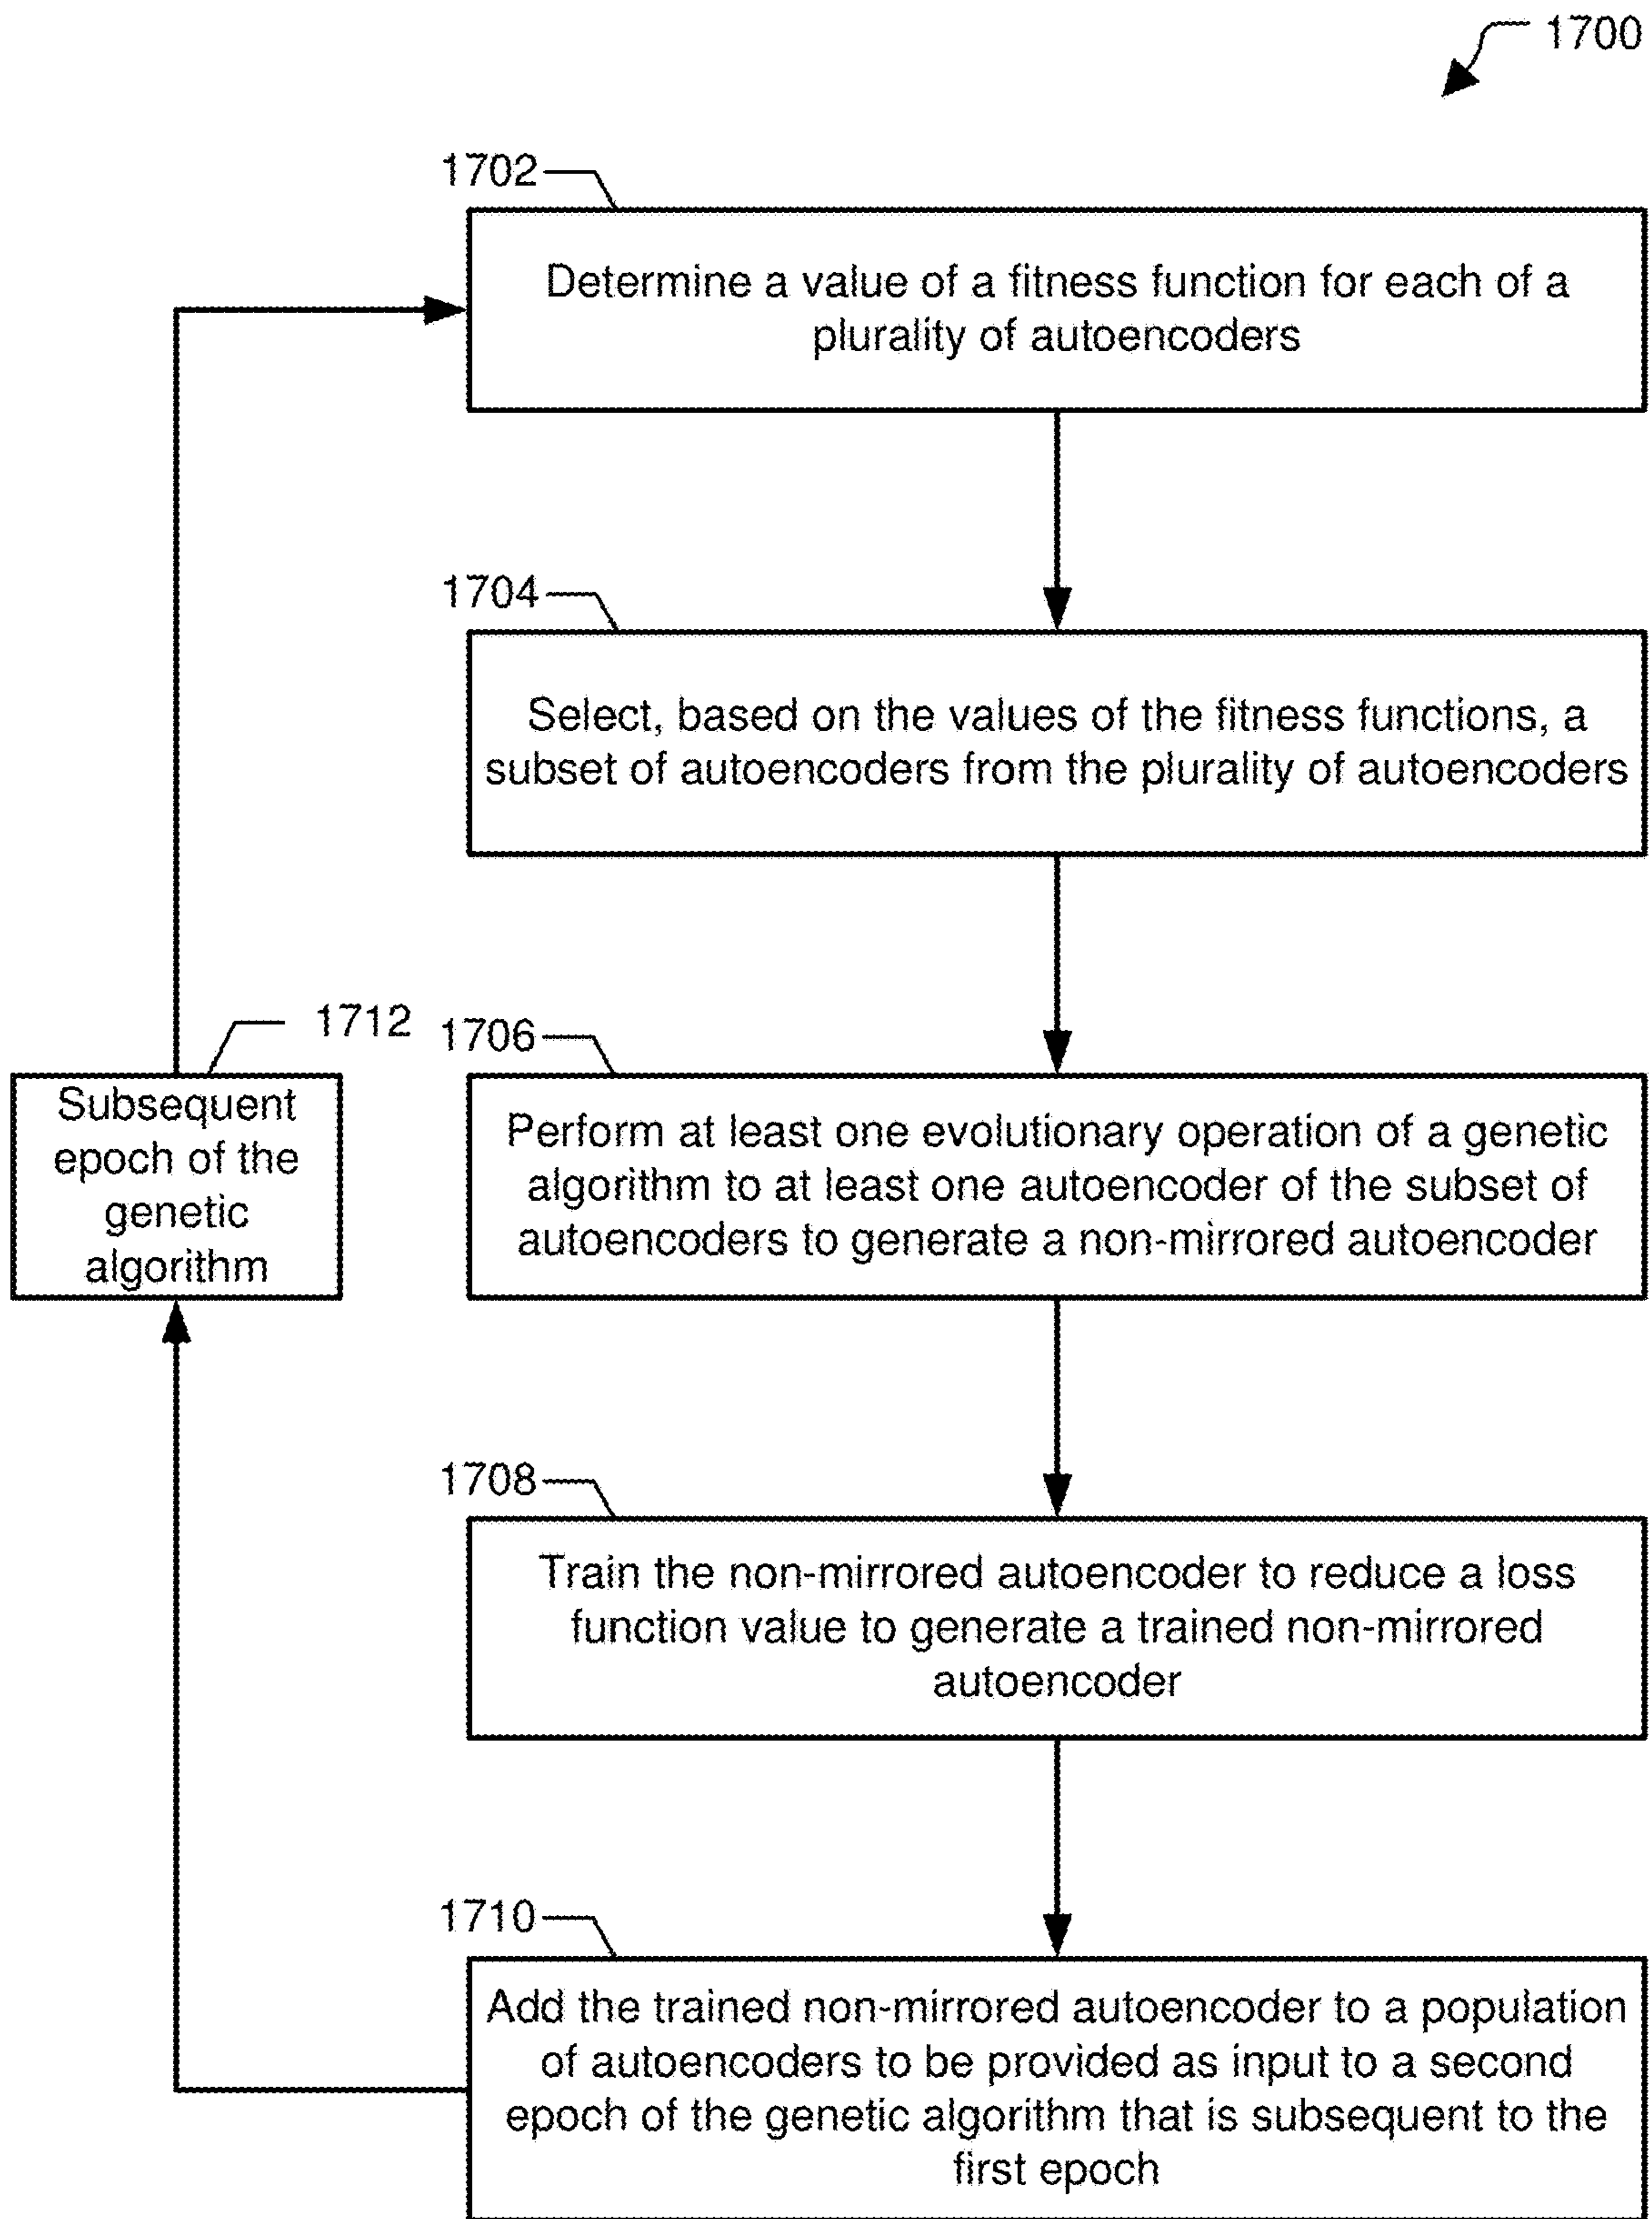 1700
1702
Determine a value of a fitness function for each of a
plurality of autoencoders
1704
Select, based on the values of the fitness functions, a
subset of autoencoders from the plurality of autoencoders
1712
Subsequent
epoch of the
genetic
algorithm
1706
Perform at least one evolutionary operation of a genetic
algorithm to at least one autoencoder of the subset of
autoencoders to generate a non-mirrored autoencoder
1708
Train the non-mirrored autoencoder to reduce a loss
function value to generate a trained non-mirrored
autoencoder
1710
Add the trained non-mirrored autoencoder to a population
of autoencoders to be provided as input to a second
epoch of the genetic algorithm that is subsequent to the
first epoch